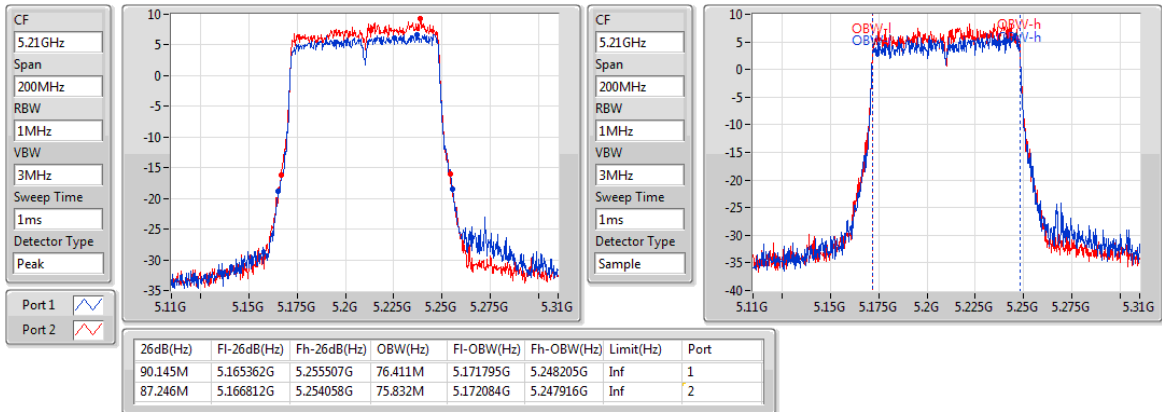 CF
5.21GHz
Span
200MHz
RBW
1MHz
VBW
3MHz
Sweep Time
1ms
Detector Type
Peak
Port 1
Port 2
10
5
0
-5
-10
-15
-20
-25
-30
-35
5.11G 5.15G 5.175G 5.2G 5.225G 5.25G 5.275G 5.31G
CF
5.21GHz
Span
200MHz
RBW
1MHz
VBW
3MHz
Sweep Time
1ms
Detector Type
Sample
10
5
0
-5
-10
-15
-20
-25
-30
-35
-40
OBW-l OBW-h
OBW-h
5.11G 5.15G 5.175G 5.2G 5.225G 5.25G 5.275G 5.31G
26dB(Hz) Fl-26dB(Hz) Fh-26dB(Hz) OBW(Hz) Fl-OBW(Hz) Fh-OBW(Hz) Limit(Hz) Port
90.145M 5.165362G 5.255507G 76.411M 5.171795G 5.248205G Inf 1
87.246M 5.166812G 5.254058G 75.832M 5.172084G 5.247916G Inf 2